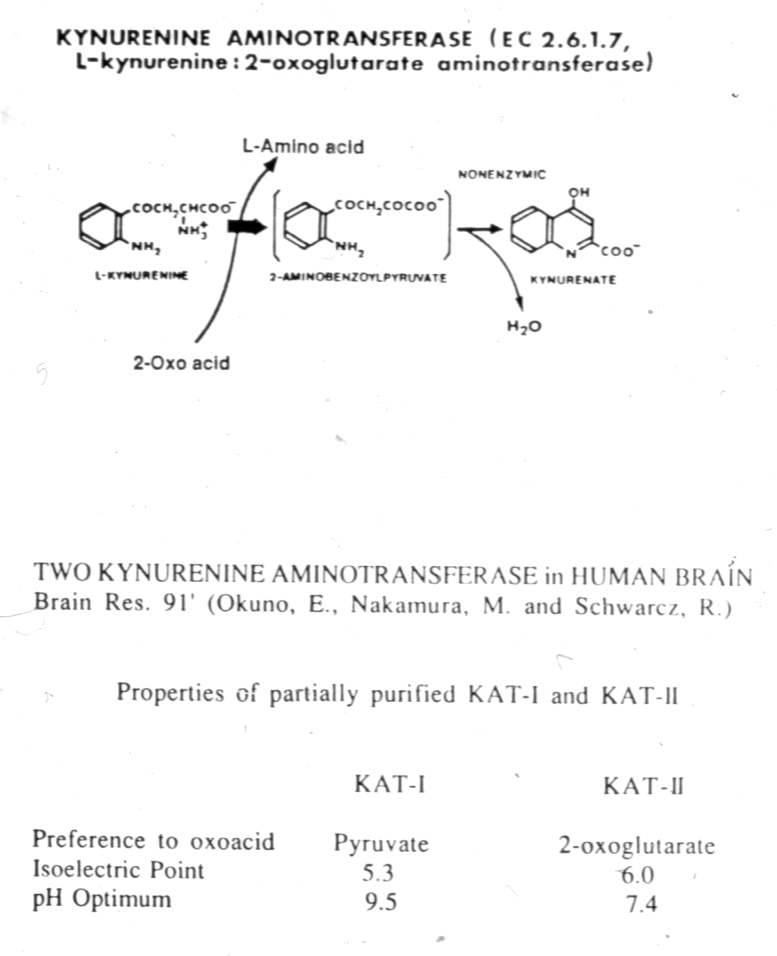 KYNURENINE AMINOTRANSFERASE (EC 2.6.1.7,
L-kynurenine : 2-oxoglutarate aminotransferase)
L-Amino acid
NONENZYMIC
OH
COCH₂CHCOO⁻
NH₃⁺
NH₂
COCH₂COCOO⁻
NH₂
N
COO⁻
L-KYNURENINE
2-AMINOBENZOYLPYRUVATE
KYNURENATE
H₂O
2-Oxo acid
TWO KYNURENINE AMINOTRANSFERASE in HUMAN BRAIN
Brain Res. 91' (Okuno, E., Nakamura, M. and Schwarcz, R.)
Properties of partially purified KAT-I and KAT-II
KAT-I KAT-II
Preference to oxoacid Pyruvate 2-oxoglutarate
Isoelectric Point 5.3 6.0
pH Optimum 9.5 7.4